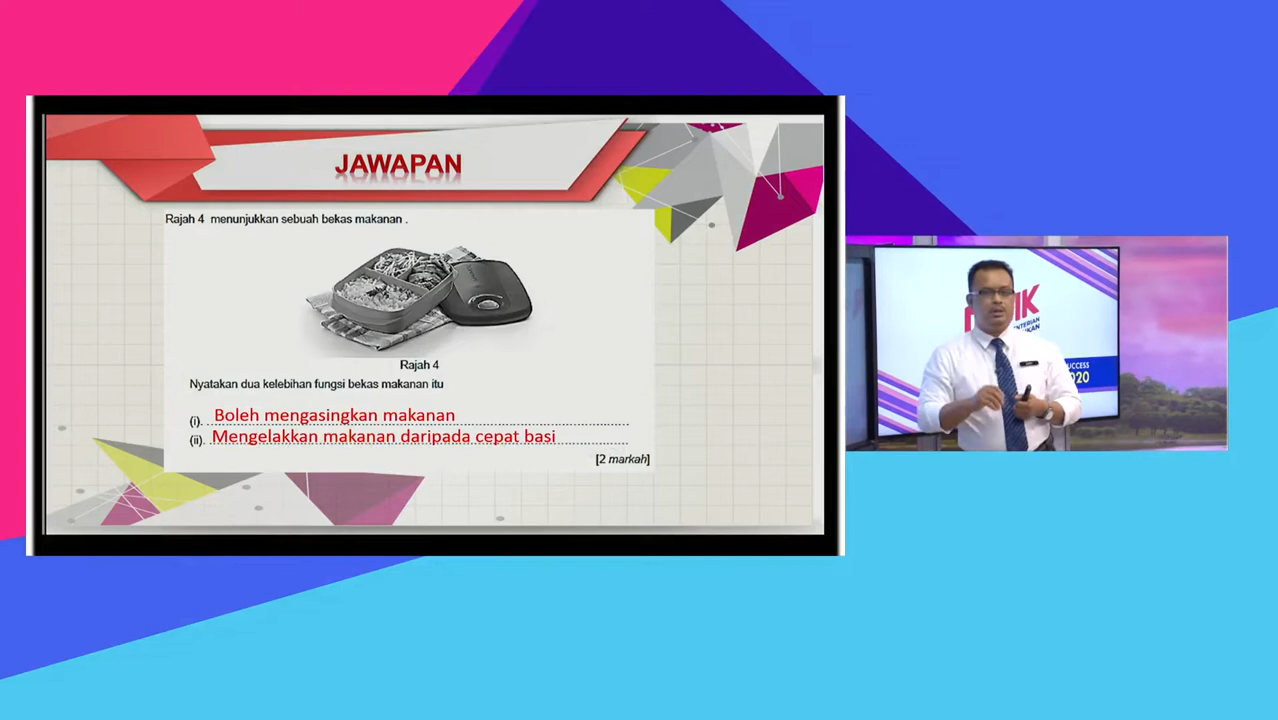 JAWAPAN
Rajah 4 menunjukkan sebuah bekas makanan .
Rajah 4
Nyatakan dua kelebihan fungsi bekas makanan itu
(i). Boleh mengasingkan makanan
(ii). Mengelakkan makanan daripada cepat basi
[2 markah]